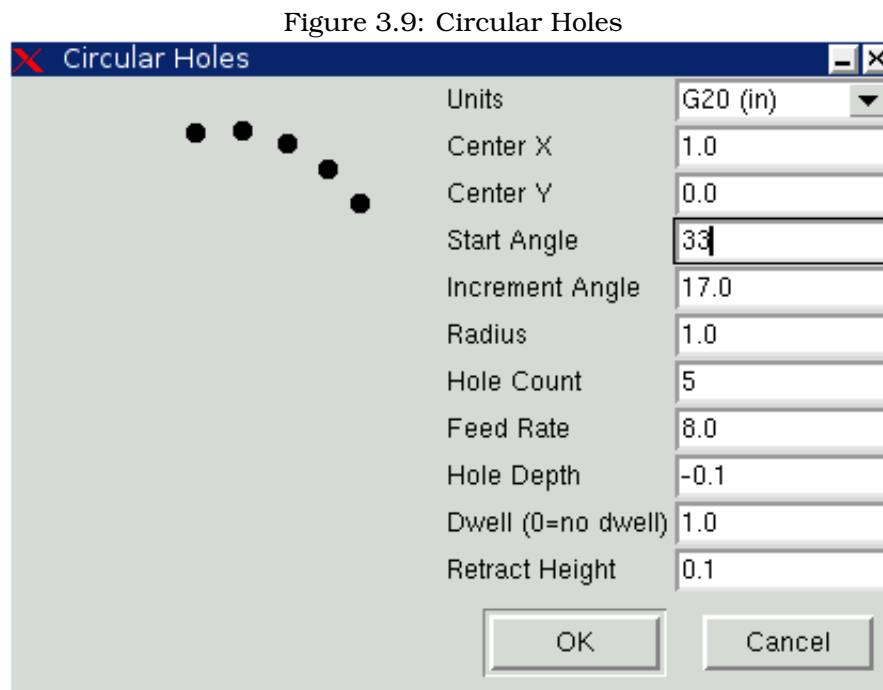 Figure 3.9: Circular Holes
Circular Holes
Units G20 (in)
Center X 1.0
Center Y 0.0
Start Angle 33
Increment Angle 17.0
Radius 1.0
Hole Count 5
Feed Rate 8.0
Hole Depth -0.1
Dwell (0=no dwell) 1.0
Retract Height 0.1
OK Cancel